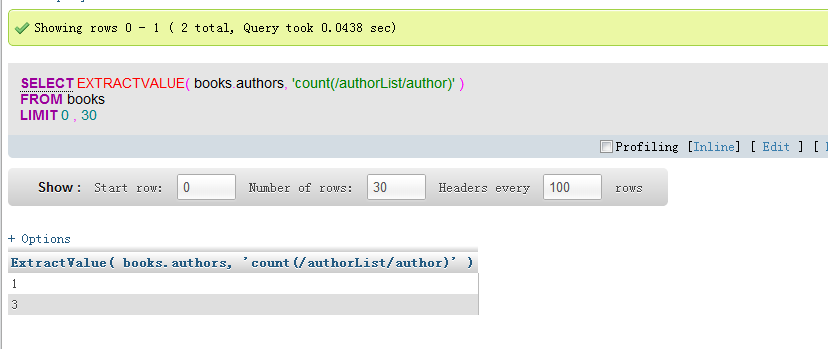 Showing rows 0 - 1 ( 2 total, Query took 0.0438 sec)
SELECT EXTRACTVALUE( books.authors, 'count(/authorList/author)' )
FROM books
LIMIT 0 , 30
Profiling [Inline] [ Edit ] [
Show : Start row: 0 Number of rows: 30 Headers every 100 rows
+ Options
ExtractValue( books.authors, 'count(/authorList/author)' )
1
3